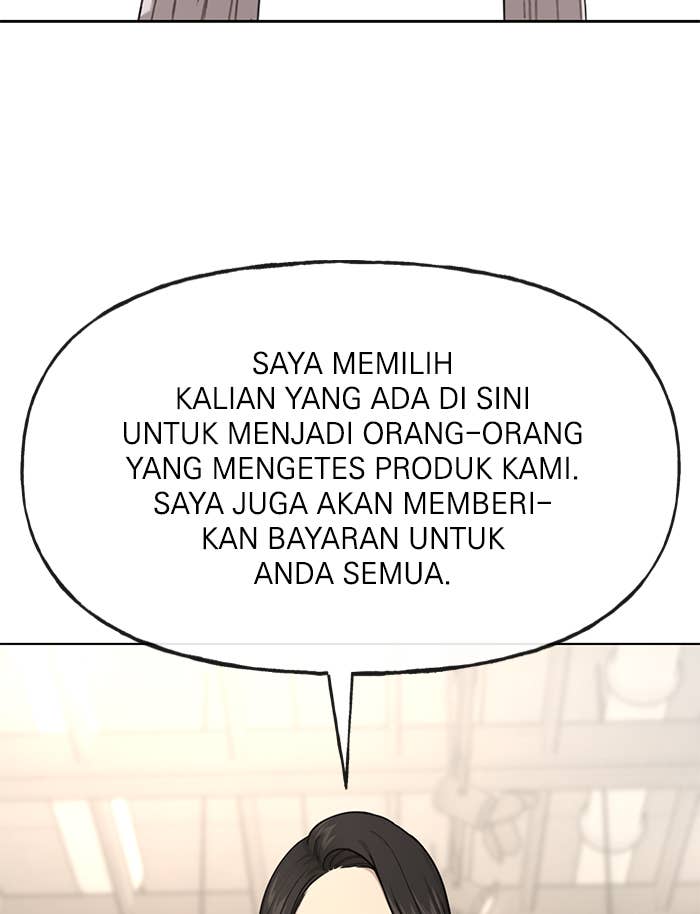 SAYA MEMILIH
KALIAN YANG ADA DI SINI
UNTUK MENJADI ORANG-ORANG
YANG MENGETES PRODUK KAMI.
SAYA JUGA AKAN MEMBERI-
KAN BAYARAN UNTUK
ANDA SEMUA.